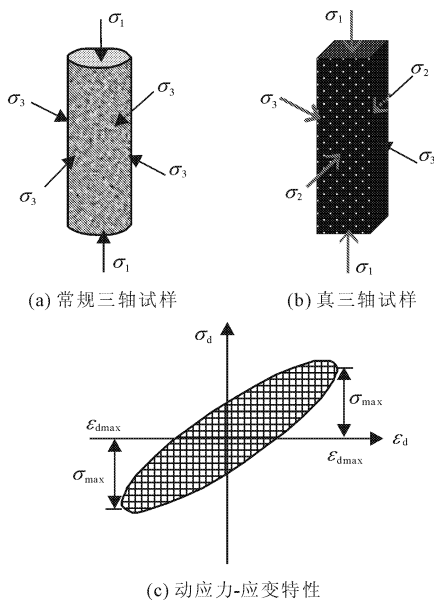 σ1
σ3
σ3
σ3
σ3
σ1
(a) 常规三轴试样
σ1
σ2
σ3
σ3
σ2
σ1
(b) 真三轴试样
σd
εdmax
σmax
σmax
εd
εdmax
(c) 动应力-应变特性